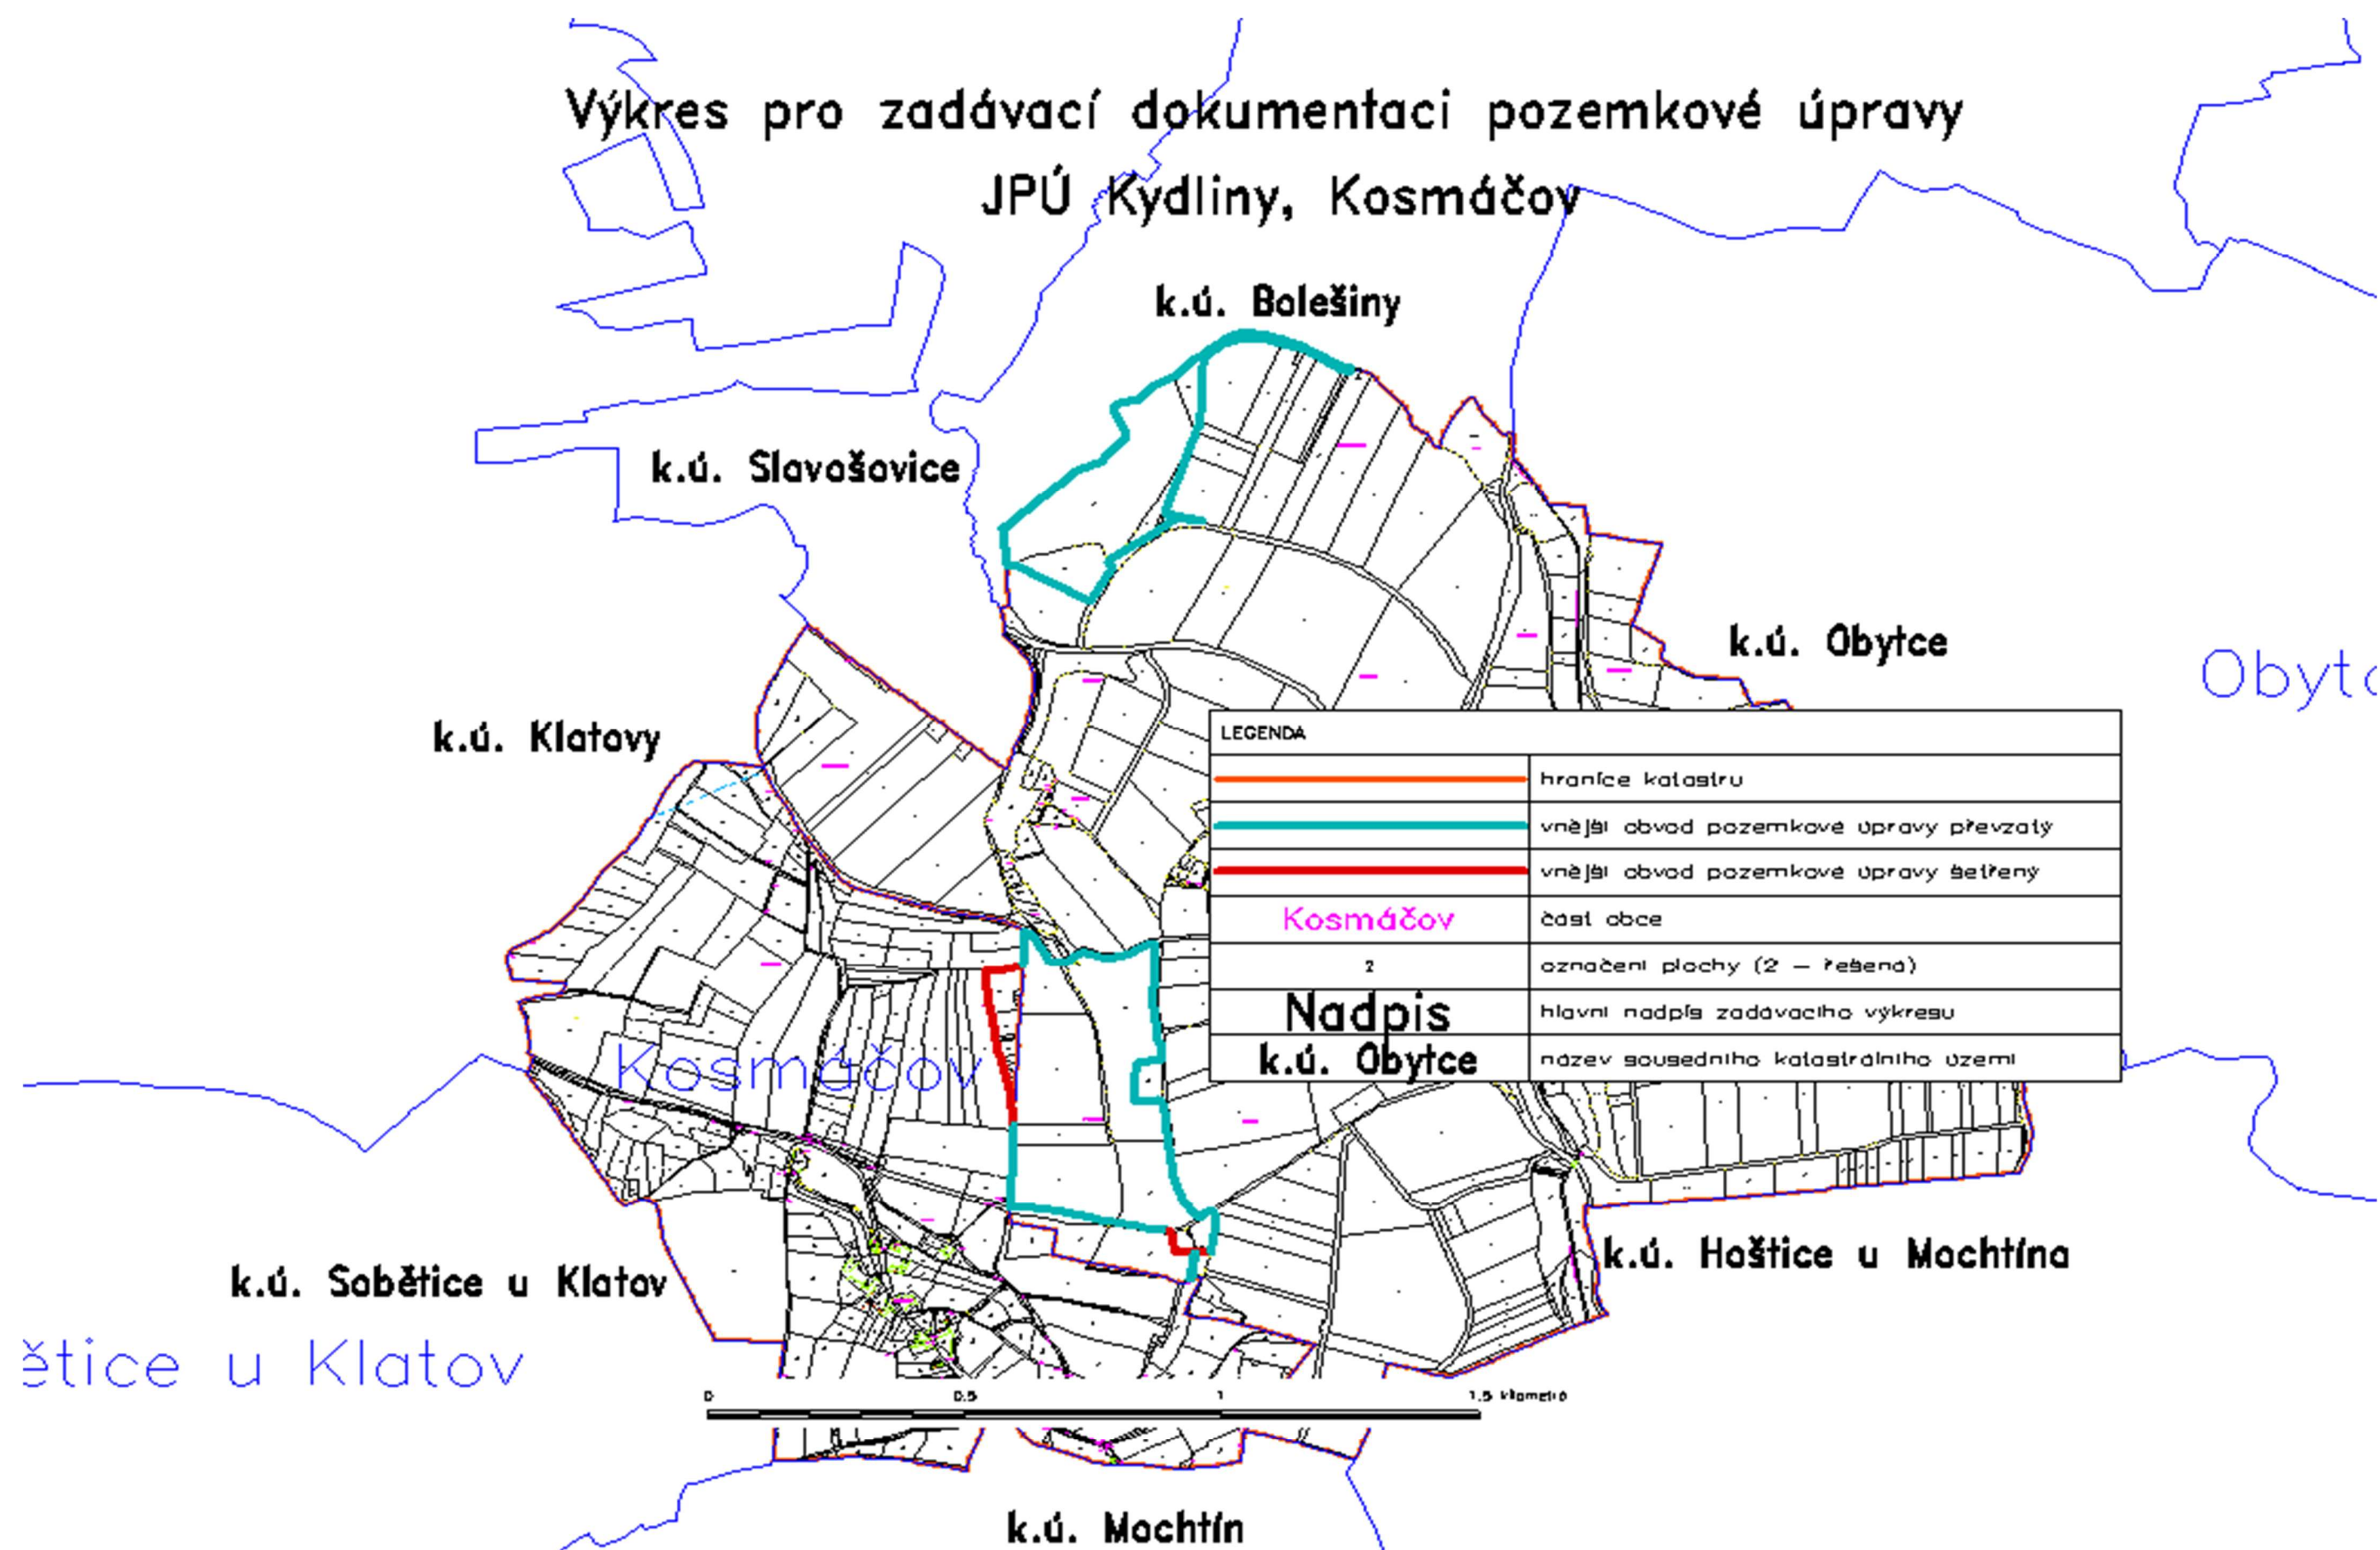 Výkres pro zadávací dokumentaci pozemkové úpravy
JPÚ Kydliny, Kosmáčov
k.ú. Bolešiny
k.ú. Slavošovice
k.ú. Obytce
Obytc
k.ú. Klatovy
LEGENDA
hranice katastru
vnější obvod pozemkové úpravy převzatý
vnější obvod pozemkové úpravy šetřený
Kosmáčov
část obce
2
označení plochy (2 – řešená)
Nadpis
hlavní nadpis zadávacího výkresu
k.ú. Obytce
název sousedního katastrálního území
Kosmáčov
k.ú. Hoštice u Mochtína
k.ú. Sobětice u Klatov
ětice u Klatov
0 0.5 1 1.5 kilometrů
k.ú. Mochtín